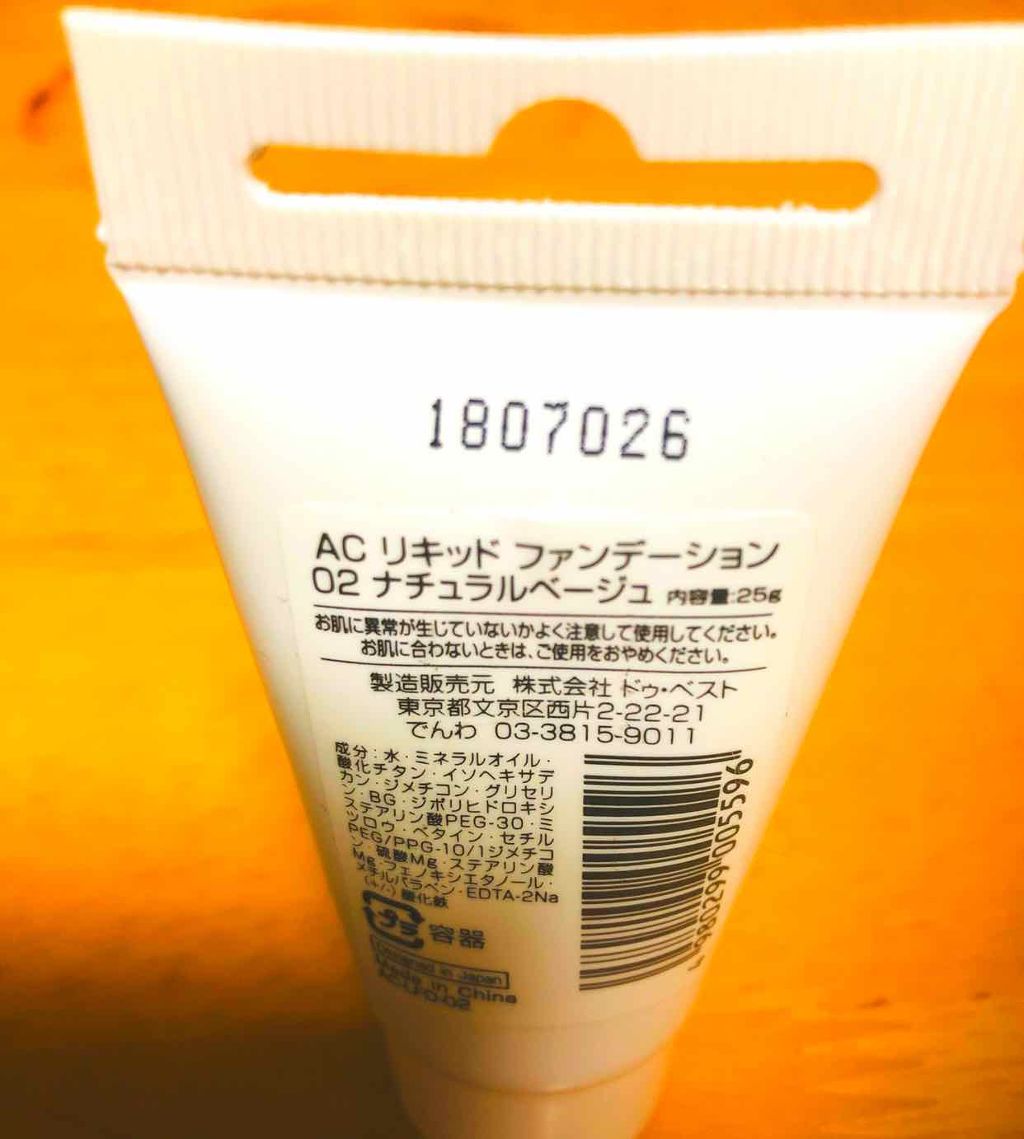 1807026
AC リキッド ファンデーション
02 ナチュラルベージュ 内容量:25g
お肌に異常が生じていないかよく注意して使用してください。
お肌に合わないときは、ご使用をおやめください。
製造販売元 株式会社 ドゥ・ベスト
東京都文京区西片2-22-21
でんわ 03-3815-9011
成分:水・ミネラルオイル・
酸化チタン・イソヘキサデ
カン・ジメチコン・グリセリ
ン・BG・ジポリヒドロキシ
ステアリン酸PEG-30・ミ
ツロウ・ベタイン・セチル
PEG/PPG-10/1ジメチコ
ン・硫酸Mg・ステアリン酸
Mg・フェノキシエタノール・
メチルパラベン・EDTA-2Na
(+/-)酸化鉄
プラ 容器
Designed in Japan
Made in China